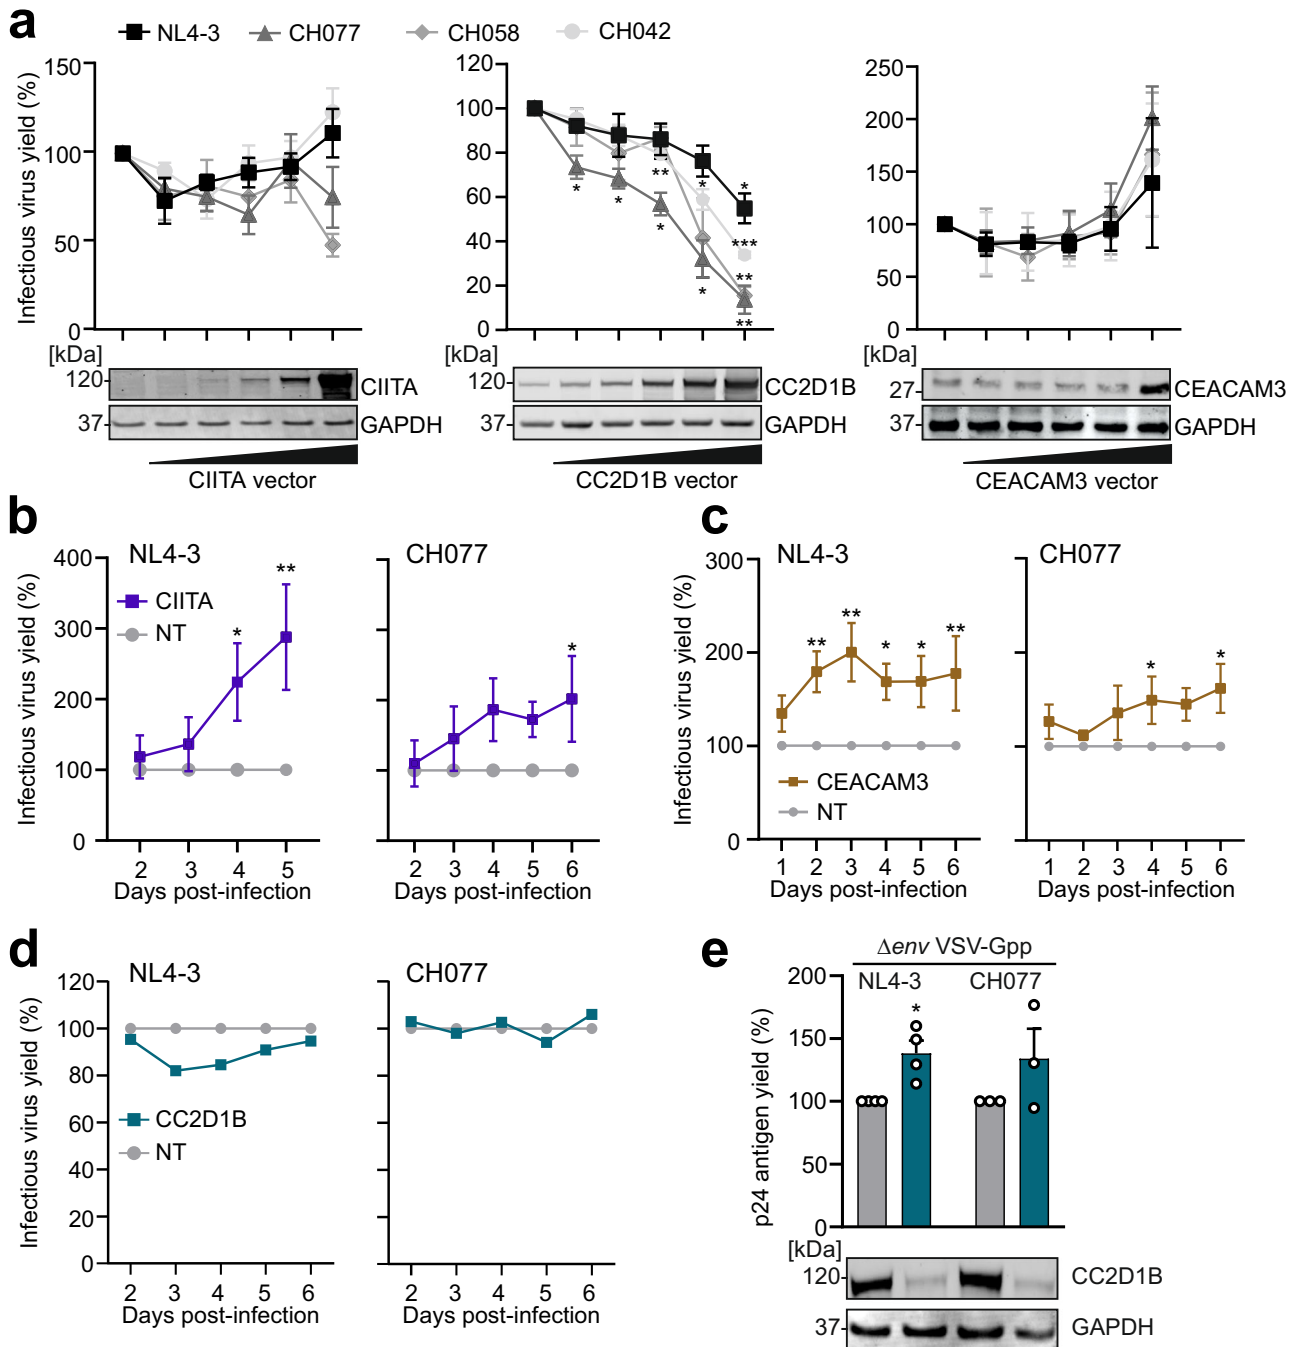 a
NL4-3 CH077 CH058 CH042
Infectious virus yield (%)
150
100
50
0
120
100
80
60
40
20
0
* * ** * * * * * *** ** **
250
200
150
100
50
0
[kDa]
120 CIITA
37 GAPDH
CIITA vector
120 CC2D1B
37 GAPDH
CC2D1B vector
[kDa]
27 CEACAM3
37 GAPDH
CEACAM3 vector
b
NL4-3
CH077
Infectious virus yield (%)
400
300
200
100
0
CIITA
NT
* **
*
2 3 4 5
Days post-infection
2 3 4 5 6
Days post-infection
c
NL4-3
CH077
Infectious virus yield (%)
300
200
100
0
** ** * * **
* *
CEACAM3
NT
1 2 3 4 5 6
Days post-infection
1 2 3 4 5 6
Days post-infection
d
NL4-3
CH077
Infectious virus yield (%)
120
100
80
60
40
20
0
CC2D1B
NT
2 3 4 5 6
Days post-infection
2 3 4 5 6
Days post-infection
e
Δenv VSV-Gpp
NL4-3 CH077
p24 antigen yield (%)
200
150
100
50
0
*
[kDa]
120 CC2D1B
37 GAPDH